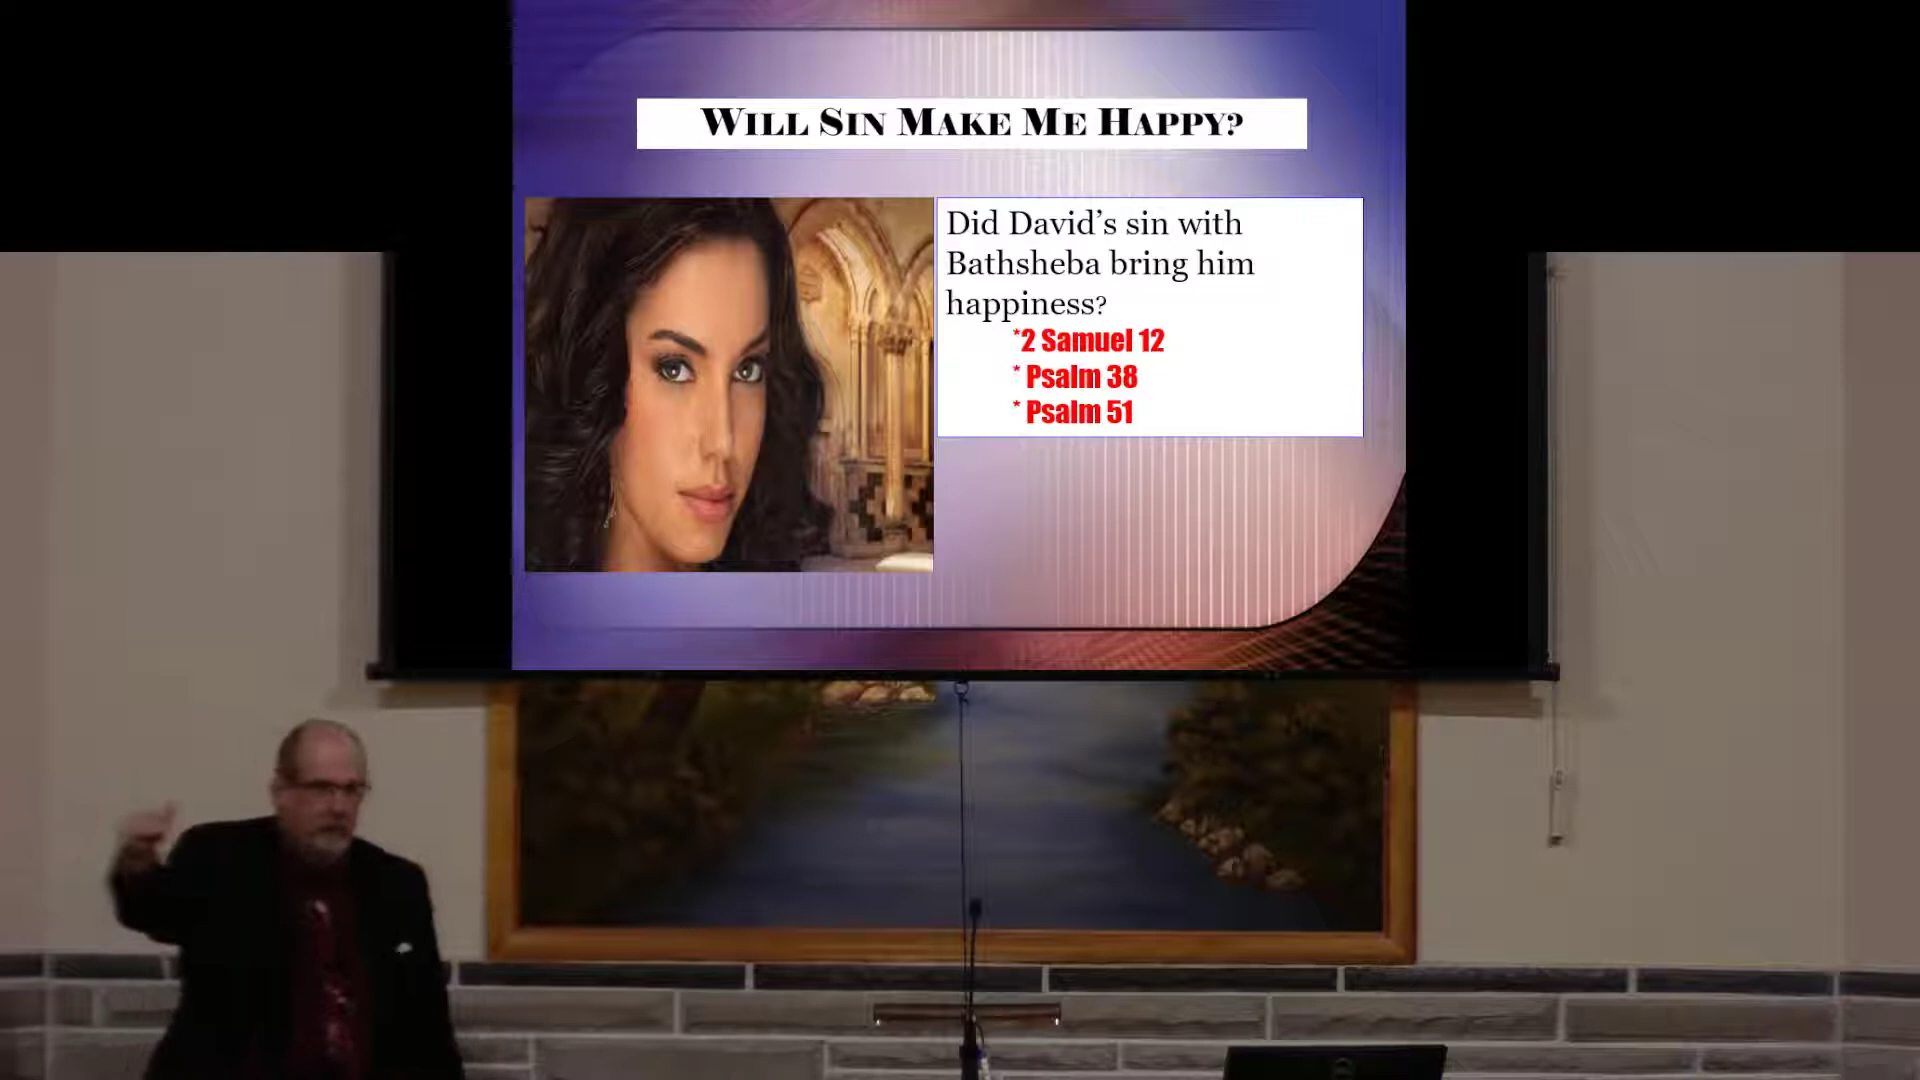 WILL SIN MAKE ME HAPPY?
Did David’s sin with
Bathsheba bring him
happiness?
*2 Samuel 12
* Psalm 38
* Psalm 51